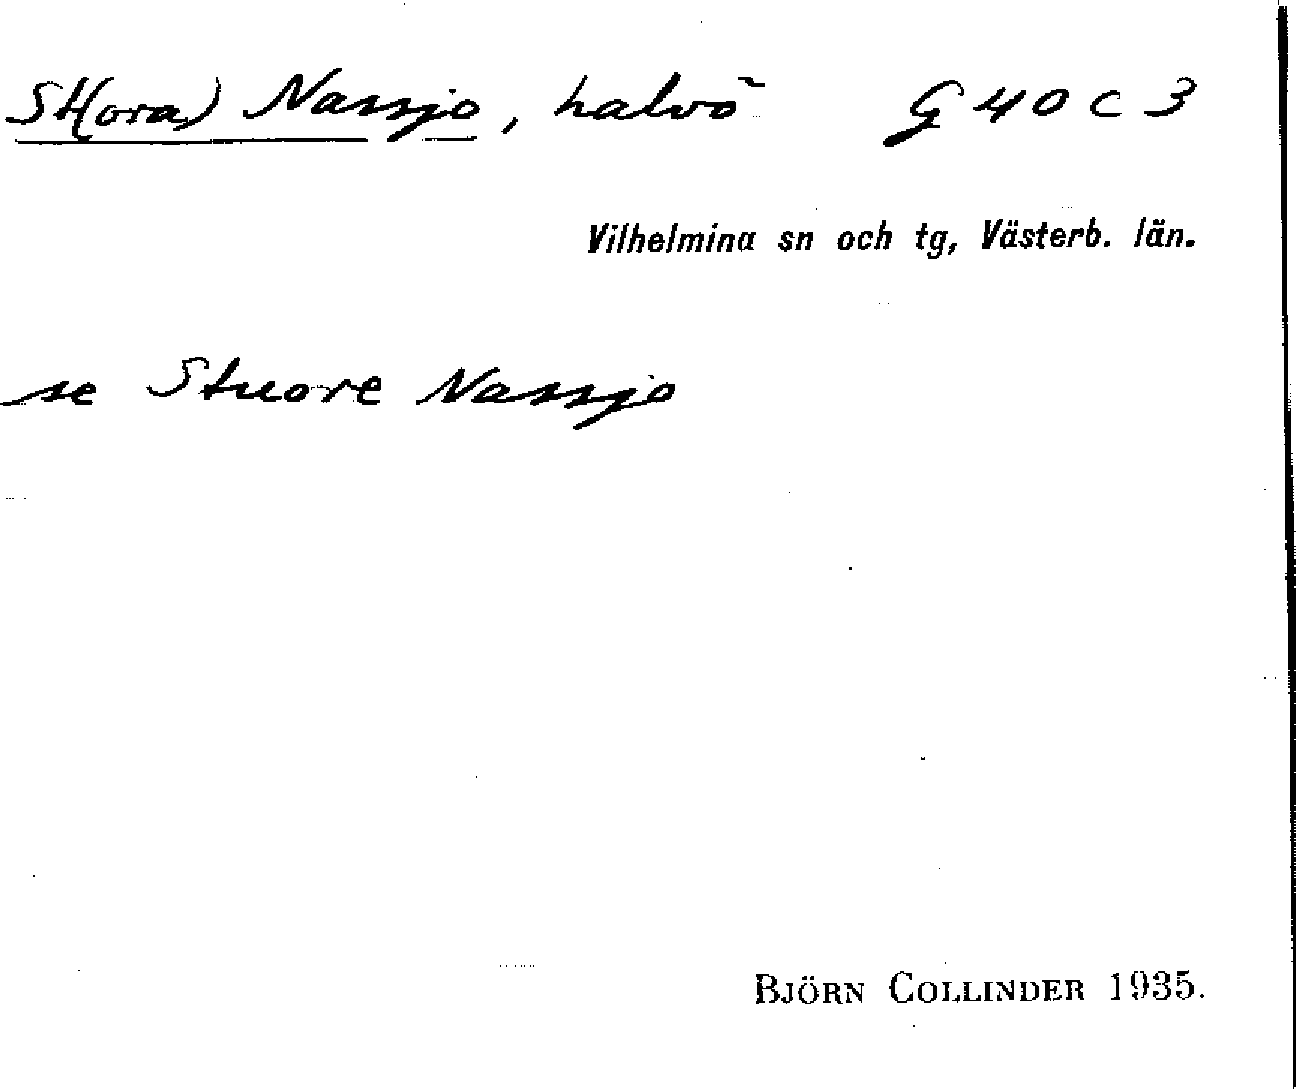 St(ora) Nassjo, halvö G 40 c 3
Vilhelmina sn och tg, Västerb. län.
se Stuore Nassjo
BJÖRN COLLINDER 1935.